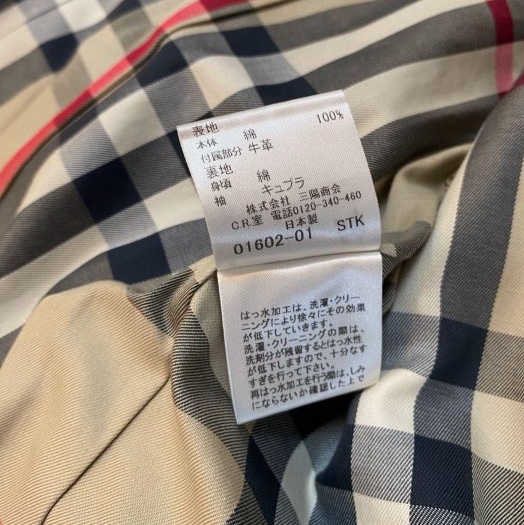 表地
本体 綿 100%
付属部分 牛革
裏地
身頃 綿
袖 キュプラ
株式会社 三陽商会
C.R.室 電話0120-340-460
日本製
01602-01 STK
はっ水加工は、洗濯・クリー
ニングにより徐々にその効果
が低下していきます。
洗濯・クリーニングの際は、
洗剤分が残留するとはっ水性
が低下しますので、十分なす
すぎを行って下さい。
再はっ水加工を行う際は、しみ
にならないか確認した上で